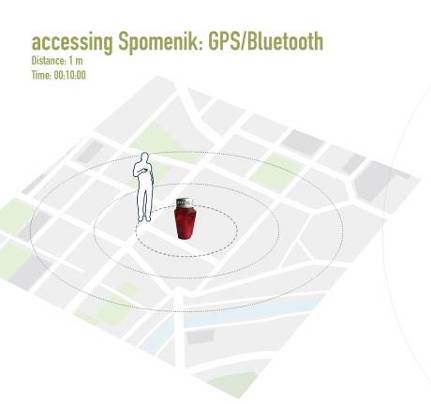 accessing Spomenik: GPS/Bluetooth
Distance: 1 m
Time: 00:10:00